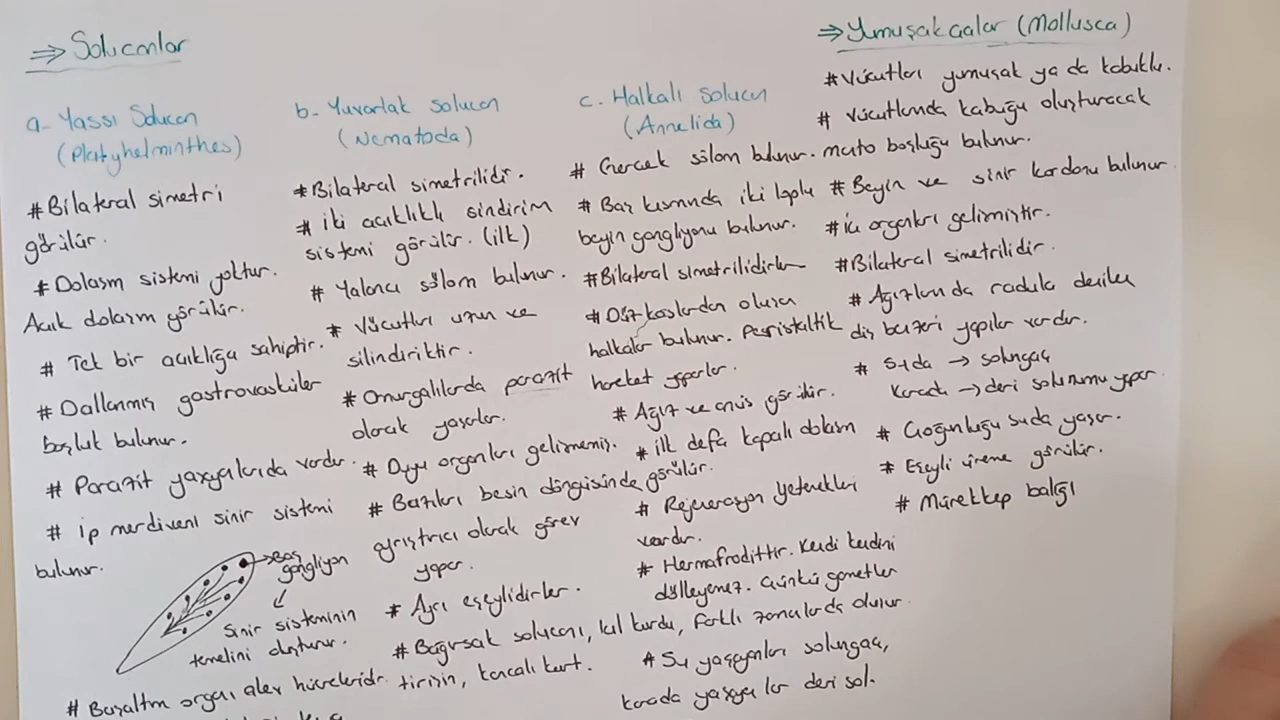 ⇒ Solucanlar
a- Yassı Solucan
(Platyhelminthes)
#Bilateral simetri
görülür.
# Dolaşım sistemi yoktur.
Açık dolaşım görülür.
# Tek bir açıklığa sahiptir.
# Dallanmış gastrovasküler
boşluk bulunur.
# Parazit yaşayanlarıda vardır.
# İp merdiveni sinir sistemi
bulunur.
Baş
gangliyon
Sinir sisteminin
temelini oluşturur.
# Boşaltım organı alev hücreleridir.
b- Yuvarlak solucan
(Nematoda)
#Bilateral simetrilidir.
# İki açıklıklı sindirim
sistemi görülür. (ilk)
# Yalancı sölom bulunur.
# Vücutları uzun ve
silindiriktir.
# Omurgalılarda parazit
olarak yaşarlar.
# Duyu organları gelişmemiş.
# Bazıları besin döngüsünde
ayrıştırıcı olarak görev
yapar.
# Ayrı eşeylidirler.
# Bağırsak solucanı, kıl kurdu,
tirişin, kancalı kurt.
c. Halkalı Solucan
(Annelida)
# Gerçek sölom bulunur.
# Baş kısmında iki loplu
beyin gangliyonu bulunur.
#Bilateral simetrilidirler
# Düz kaslardan oluşan
halkalar bulunur. Peristaltik
hareket yaparlar.
# Ağız ve anüs görülür.
# İlk defa kapalı dolaşım
görülür.
# Rejenerasyon yetenekleri
vardır.
# Hermafrodittir. Kendi kendini
dölleyemez. Çünkü gametler
farklı zamanlarda oluşur.
# Su yaşayanları solungaç,
karada yaşayanlar deri sol.
⇒ Yumuşakçalar (Mollusca)
#Vücutları yumuşak ya da kabuklu.
# Vücutlarında kabuğu oluşturacak
manto boşluğu bulunur.
# Beyin ve sinir kordonu bulunur
#İç organları gelişmiştir.
#Bilateral simetrilidir.
# Ağızlarında radula denilen
diş benzeri yapılar vardır.
# Suda → solungaç
Karada → deri solunumu yapar.
# Çoğunluğu suda yaşar.
# Eşeyli üreme görülür.
# Mürekkep balığı